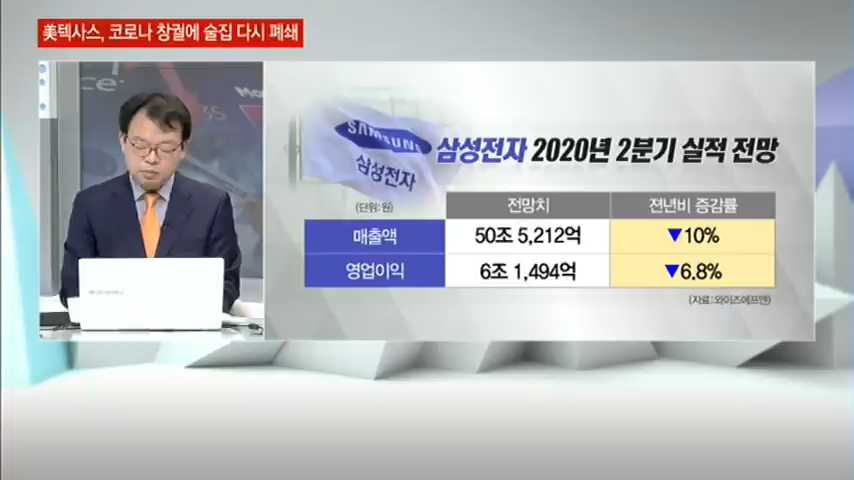 美텍사스, 코로나 창궐에 술집 다시 폐쇄
ce
35
SAMSUNG
삼성전자
삼성전자 2020년 2분기 실적 전망
(단위:원) 전망치 젼년비 증감률
매출액 50조 5,212억 ▼10%
영업이익 6조 1,494억 ▼6.8%
(자료:와이즈에프앤)